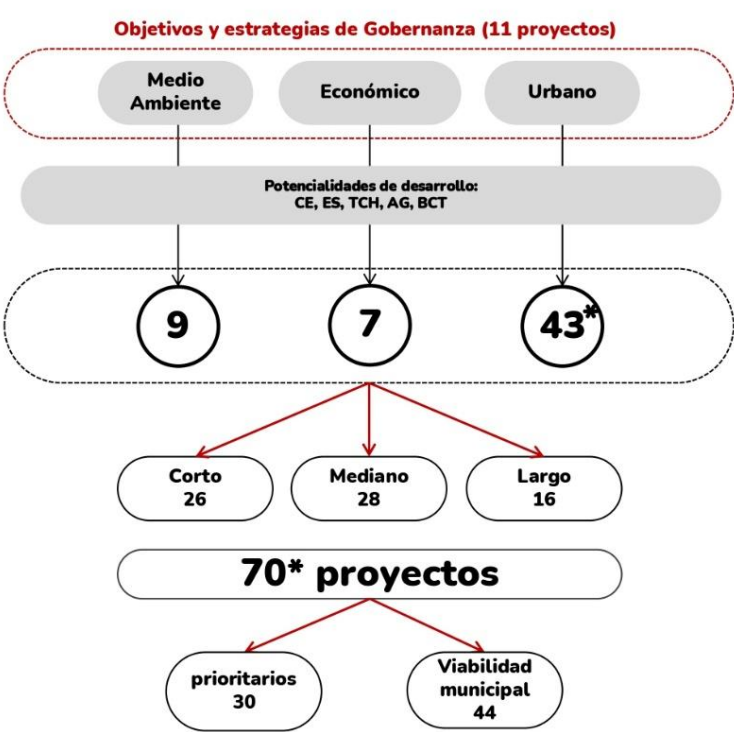 Objetivos y estrategias de Gobernanza (11 proyectos)
Medio
Ambiente
Económico
Urbano
Potencialidades de desarrollo:
CE, ES, TCH, AG, BCT
9
7
43*
Corto
26
Mediano
28
Largo
16
70* proyectos
prioritarios
30
Viabilidad
municipal
44